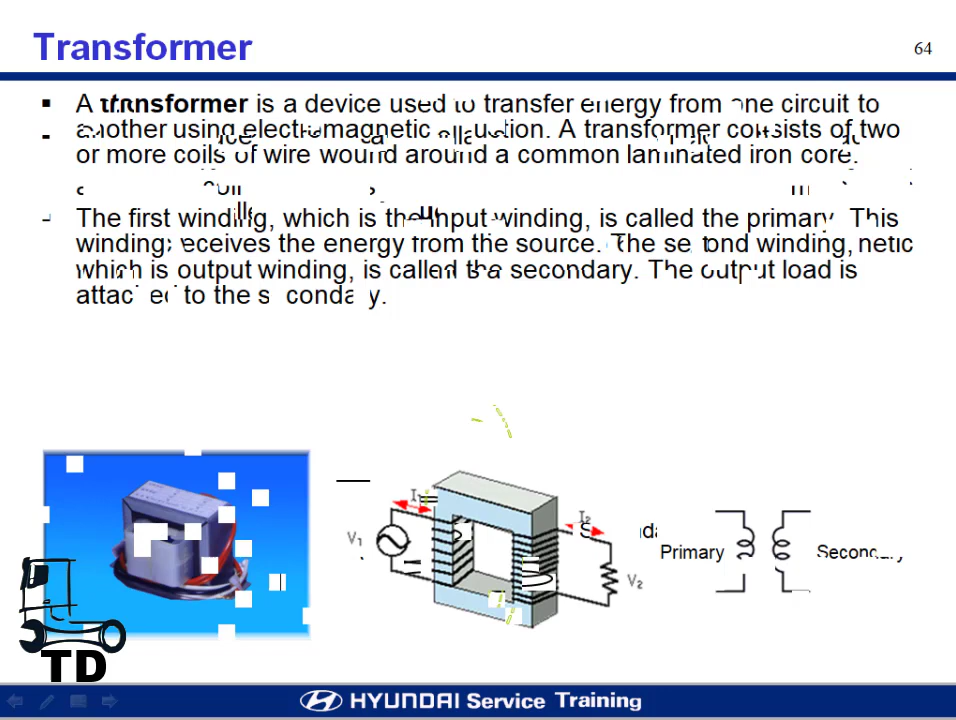 Transformer
64
A transformer is a device used to transfer energy from one circuit to
another using electromagnetic induction. A transformer consists of two
or more coils of wire wound around a common laminated iron core.
The first winding, which is the input winding, is called the primary. This
winding receives the energy from the source. The second winding,
which is output winding, is called the secondary. The output load is
attached to the secondary.
I1
I2
V1
V2
Primary
Secondary
TD
HYUNDAI Service Training